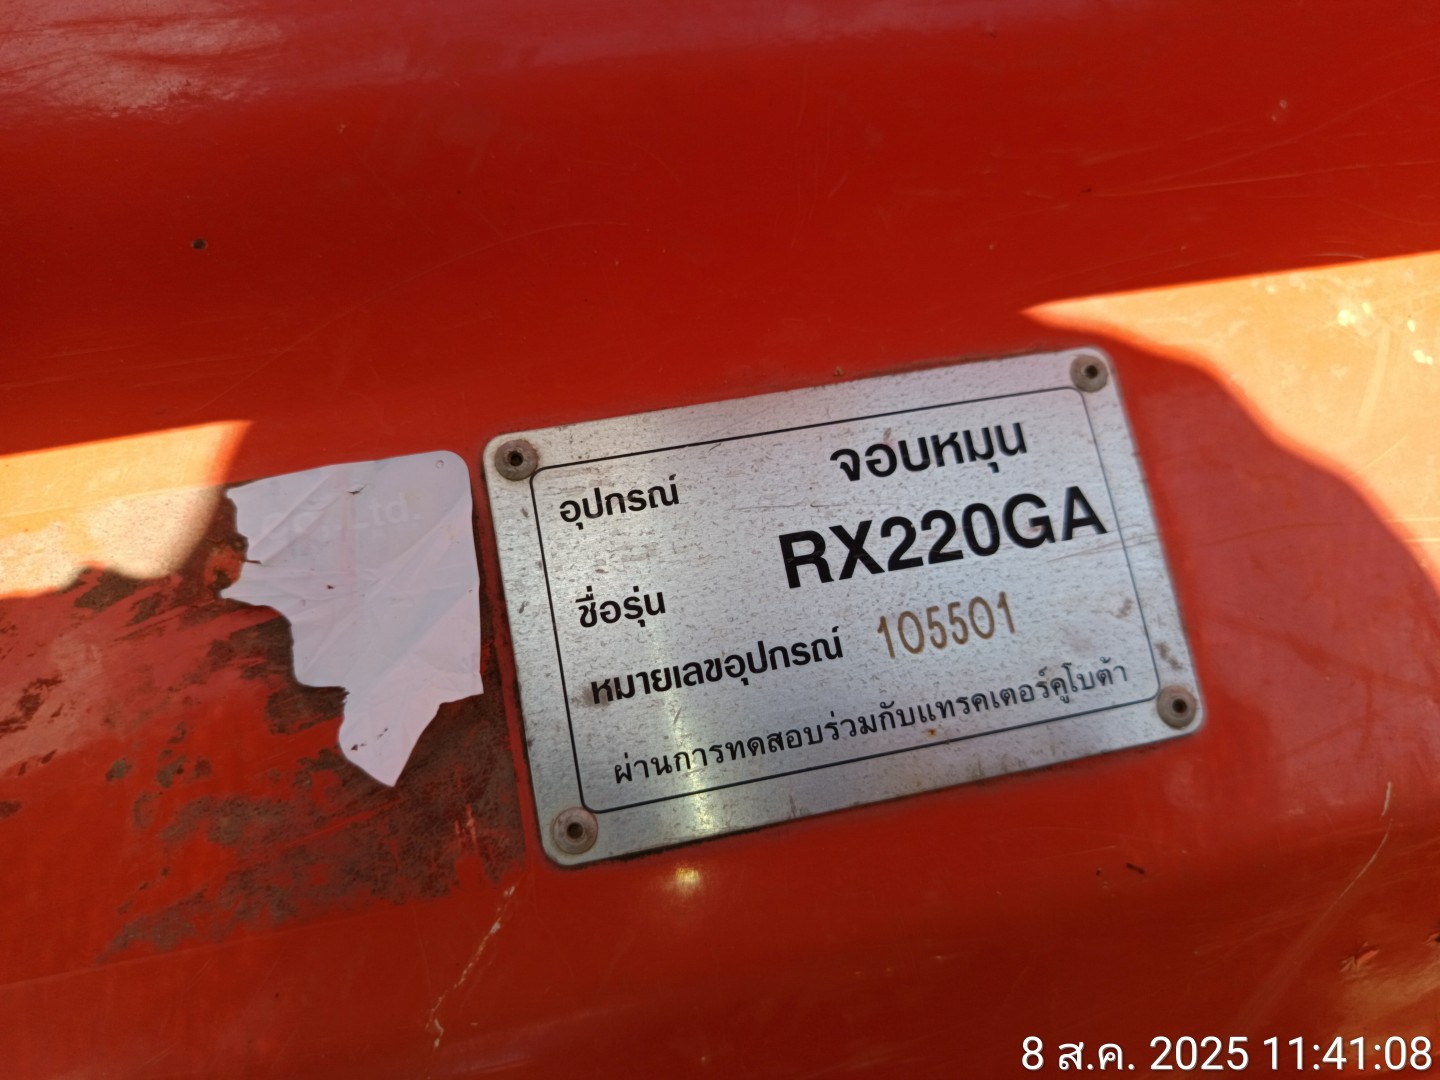 Co., Ltd.
อุปกรณ์ จอบหมุน
ชื่อรุ่น RX220GA
หมายเลขอุปกรณ์ 105501
ผ่านการทดสอบร่วมกับแทรคเตอร์คูโบต้า
8 ส.ค. 2025 11:41:08